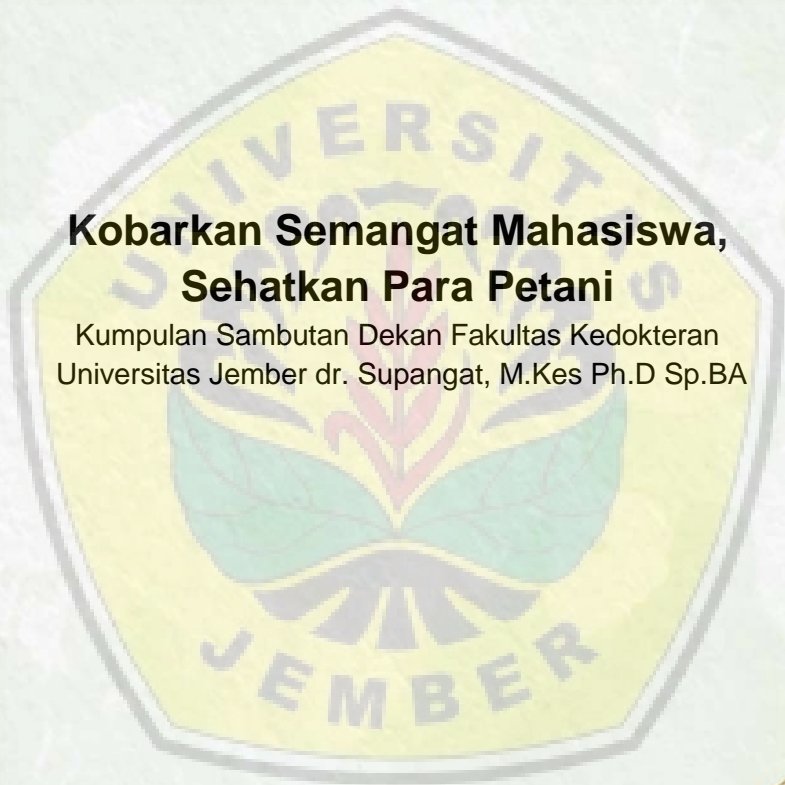 UNIVERSITAS
Kobarkan Semangat Mahasiswa,
Sehatkan Para Petani
Kumpulan Sambutan Dekan Fakultas Kedokteran
Universitas Jember dr. Supangat, M.Kes Ph.D Sp.BA
JEMBER